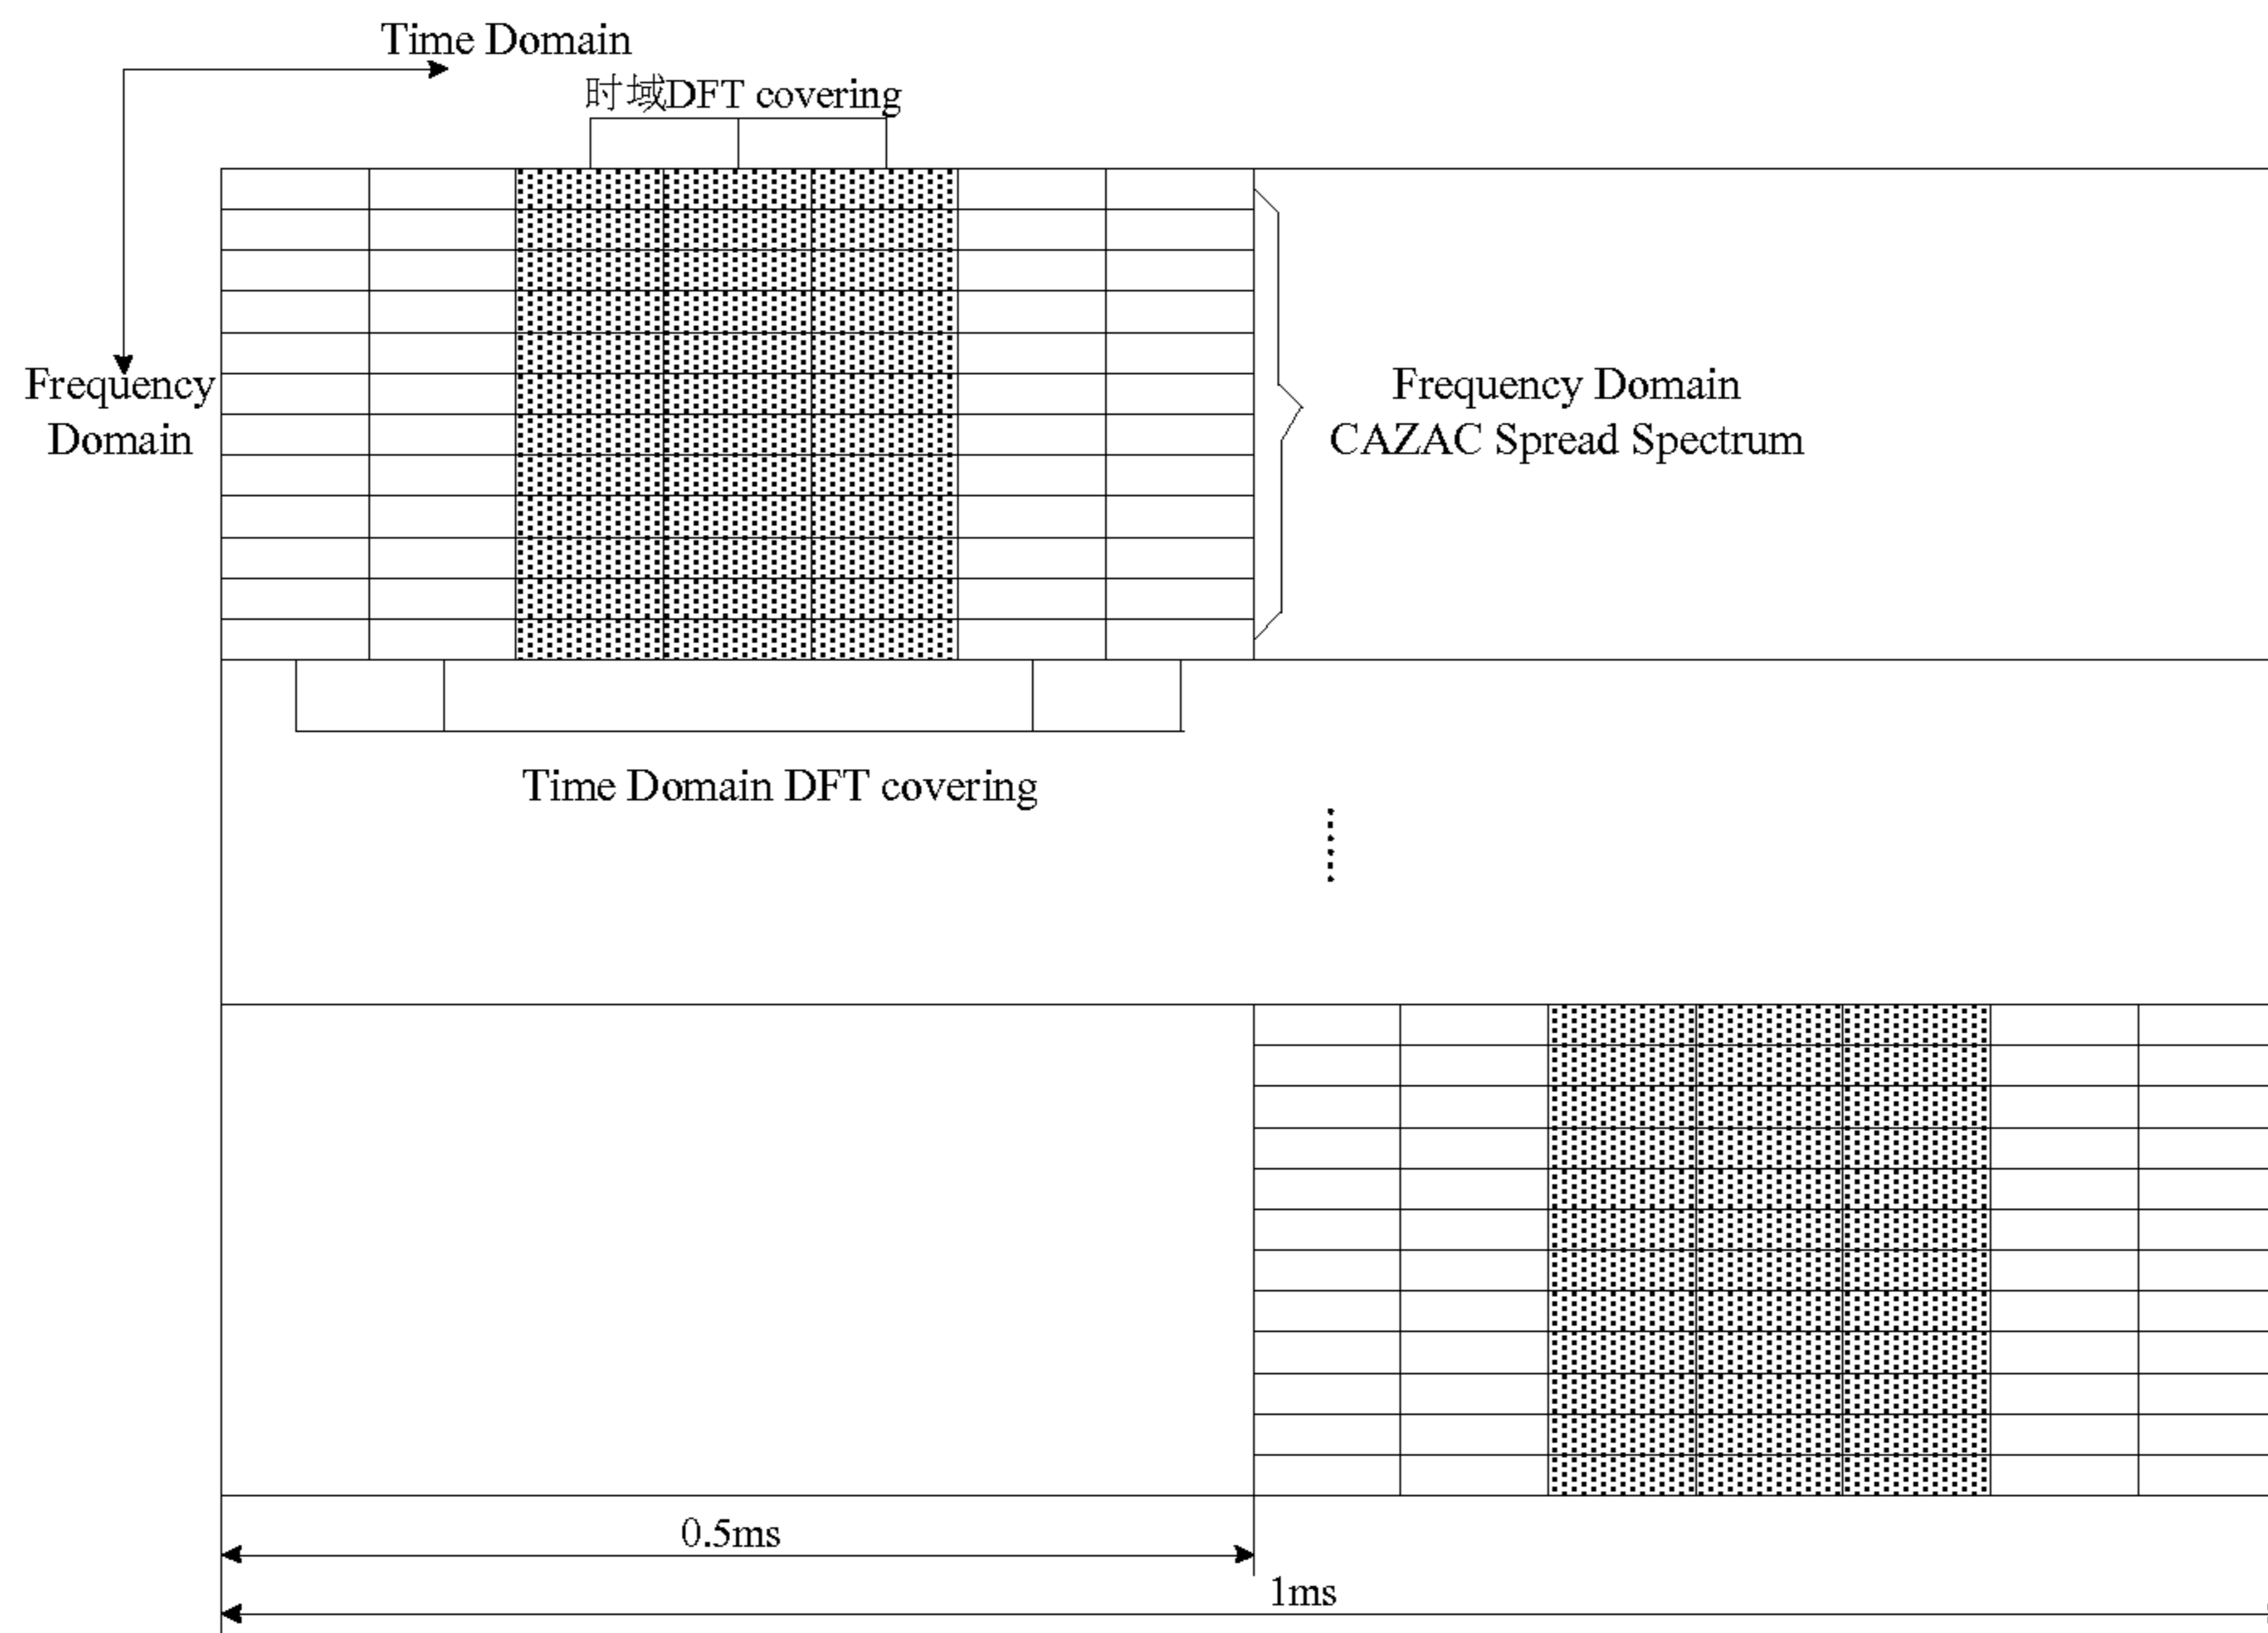 Time Domain
时域DFT covering
Frequency
Domain
Frequency Domain
CAZAC Spread Spectrum
Time Domain DFT covering
0.5ms
1ms